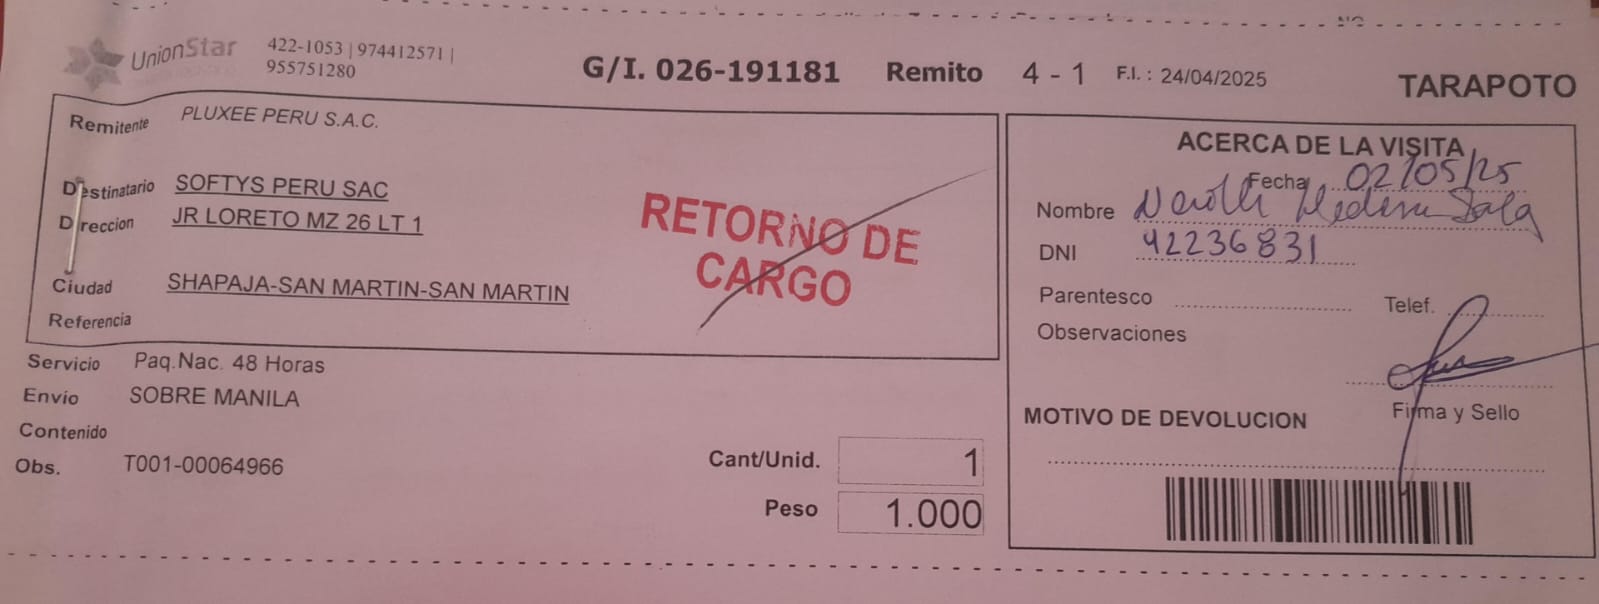 UnionStar
422-1053 | 974412571 |
955751280
G/I. 026-191181 Remito 4 - 1 F.I. : 24/04/2025 TARAPOTO
Remitente PLUXEE PERU S.A.C.
Destinatario SOFTYS PERU SAC
Direccion JR LORETO MZ 26 LT 1
Ciudad SHAPAJA-SAN MARTIN-SAN MARTIN
Referencia
RETORNO DE
CARGO
Servicio Paq.Nac. 48 Horas
Envio SOBRE MANILA
Contenido
Obs. T001-00064966
Cant/Unid. 1
Peso 1.000
ACERCA DE LA VISITA
Fecha 02/05/25
Nombre
DNI 42236831
Parentesco Telef.
Observaciones
Firma y Sello
MOTIVO DE DEVOLUCION